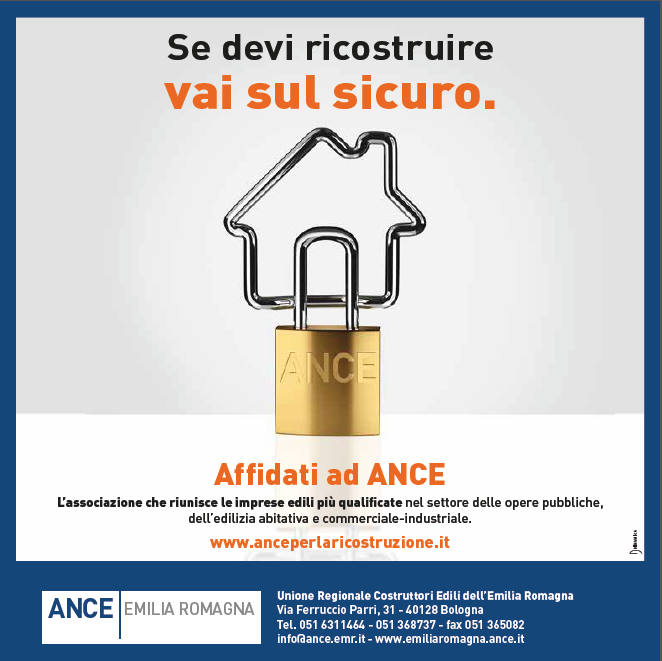 Se devi ricostruire
vai sul sicuro.
ANCE
Affidati ad ANCE
L'associazione che riunisce le imprese edili più qualificate nel settore delle opere pubbliche,
dell'edilizia abitativa e commerciale-industriale.
www.anceperlaricostruzione.it
ANCE EMILIA ROMAGNA
Unione Regionale Costruttori Edili dell'Emilia Romagna
Via Ferruccio Parri, 31 - 40128 Bologna
Tel. 051 6311464 - 051 368737 - fax 051 365082
info@ance.emr.it - www.emiliaromagna.ance.it